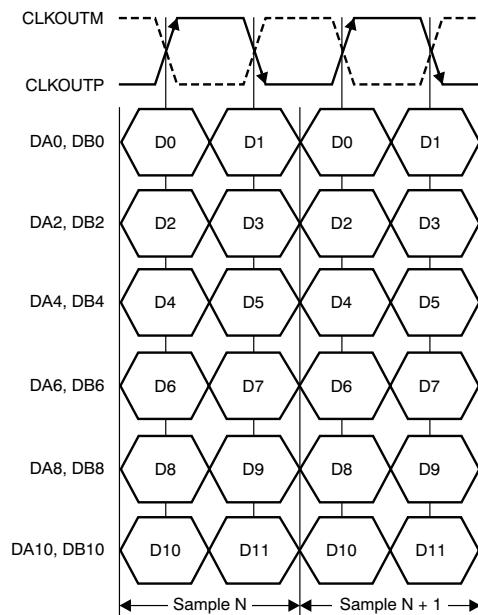 CLKOUTM
CLKOUTP
DA0, DB0 D0 D1 D0 D1
DA2, DB2 D2 D3 D2 D3
DA4, DB4 D4 D5 D4 D5
DA6, DB6 D6 D7 D6 D7
DA8, DB8 D8 D9 D8 D9
DA10, DB10 D10 D11 D10 D11
Sample N Sample N + 1